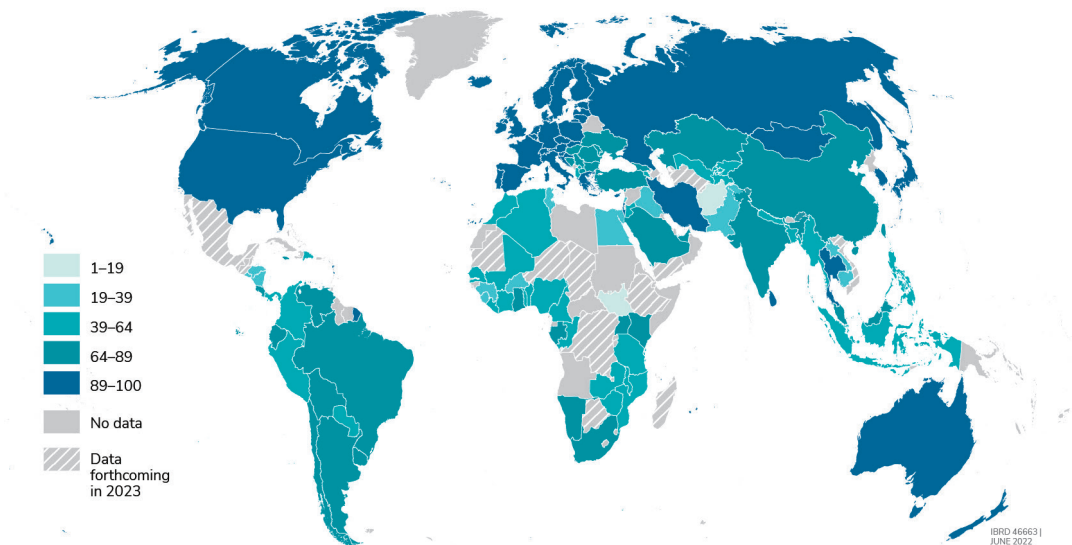 1–19
19–39
39–64
64–89
89–100
No data
Data
forthcoming
in 2023
IBRD 46663 |
JUNE 2022